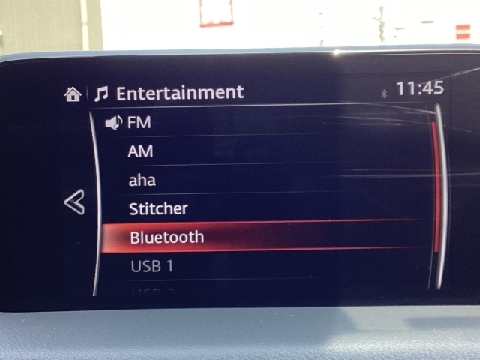 Entertainment 11:45
FM
AM
aha
Stitcher
Bluetooth
USB 1